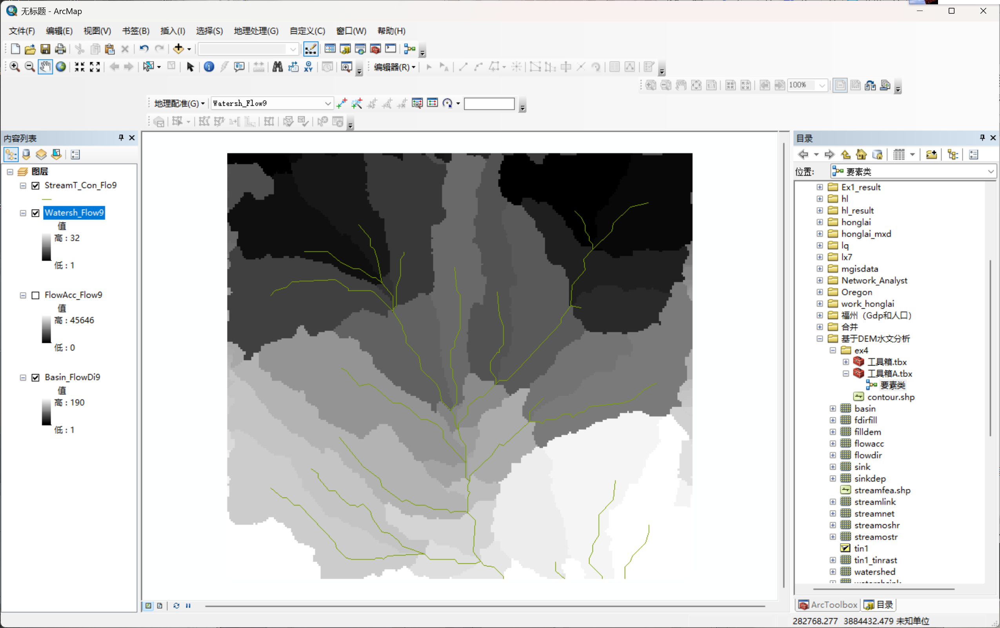 无标题 - ArcMap
文件(F) 编辑(E) 视图(V) 书签(B) 插入(I) 选择(S) 地理处理(G) 自定义(C) 窗口(W) 帮助(H)
编辑器(R)
100%
地理配准(G) Watersh_Flow9
内容列表
图层
StreamT_Con_Flo9
Watersh_Flow9
值
高 : 32
低 : 1
FlowAcc_Flow9
值
高 : 45646
低 : 0
Basin_FlowDi9
值
高 : 190
低 : 1
目录
位置: 要素类
Ex1_result
hl
hl_result
honglai
honglai_mxd
lq
lx7
mgisdata
Network_Analyst
Oregon
work_honglai
福州（Gdp和人口）
合并
基于DEM水文分析
ex4
工具箱.tbx
工具箱A.tbx
要素类
contour.shp
basin
fdirfill
filldem
flowacc
flowdir
sink
sinkdep
streamfea.shp
streamlink
streamnet
streamoshr
streamostr
tin1
tin1_tinrast
watershed
ArcToolbox 目录
282768.277 3884432.479 未知单位